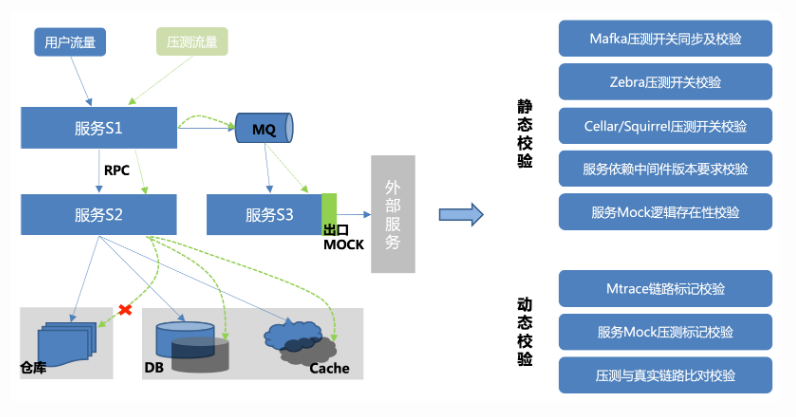 用户流量
压测流量
服务S1
MQ
RPC
服务S2
服务S3
出口
MOCK
外部服务
仓库
DB
Cache
静态校验
Mafka压测开关同步及校验
Zebra压测开关校验
Cellar/Squirrel压测开关校验
服务依赖中间件版本要求校验
服务Mock逻辑存在性校验
动态校验
Mtrace链路标记校验
服务Mock压测标记校验
压测与真实链路比对校验